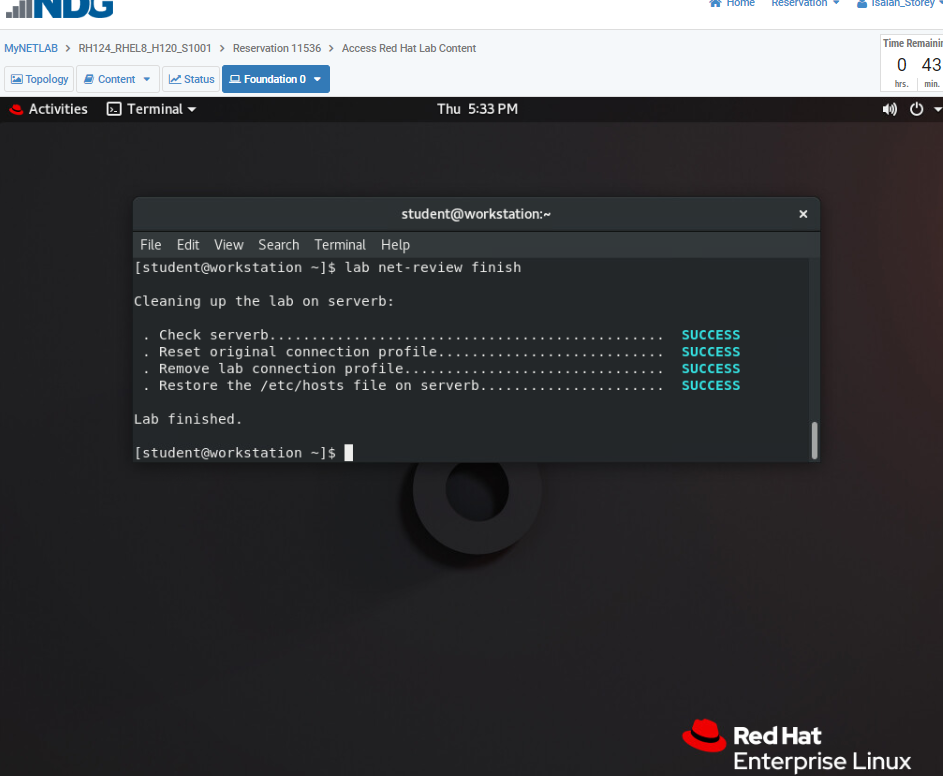 NDG
Home Reservation Isaiah_Storey
MyNETLAB > RH124_RHEL8_H120_S1001 > Reservation 11536 > Access Red Hat Lab Content
Time Remainin
0 43
hrs. min.
Topology Content Status Foundation 0
Activities Terminal Thu 5:33 PM
student@workstation:~ ×
File Edit View Search Terminal Help
[student@workstation ~]$ lab net-review finish
Cleaning up the lab on serverb:
. Check serverb............................................... SUCCESS
. Reset original connection profile........................... SUCCESS
. Remove lab connection profile............................... SUCCESS
. Restore the /etc/hosts file on serverb...................... SUCCESS
Lab finished.
[student@workstation ~]$
Red Hat
Enterprise Linux